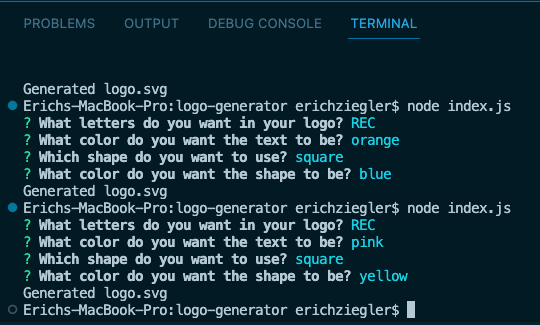 PROBLEMS OUTPUT DEBUG CONSOLE TERMINAL
Generated logo.svg
Erichs-MacBook-Pro:logo-generator erichziegler$ node index.js
? What letters do you want in your logo? REC
? What color do you want the text to be? orange
? Which shape do you want to use? square
? What color do you want the shape to be? blue
Generated logo.svg
Erichs-MacBook-Pro:logo-generator erichziegler$ node index.js
? What letters do you want in your logo? REC
? What color do you want the text to be? pink
? Which shape do you want to use? square
? What color do you want the shape to be? yellow
Generated logo.svg
Erichs-MacBook-Pro:logo-generator erichziegler$